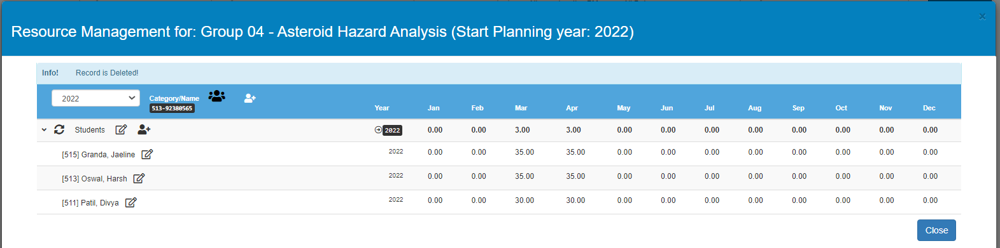 ×
Resource Management for: Group 04 - Asteroid Hazard Analysis (Start Planning year: 2022)
Info! Record is Deleted!
2022 Category/Name
513-92380565
Year Jan Feb Mar Apr May Jun Jul Aug Sep Oct Nov Dec
Students 2022 0.00 0.00 3.00 3.00 0.00 0.00 0.00 0.00 0.00 0.00 0.00 0.00
[515] Granda, Jaeline 2022 0.00 0.00 35.00 35.00 0.00 0.00 0.00 0.00 0.00 0.00 0.00 0.00
[513] Oswal, Harsh 2022 0.00 0.00 35.00 35.00 0.00 0.00 0.00 0.00 0.00 0.00 0.00 0.00
[511] Patil, Divya 2022 0.00 0.00 30.00 30.00 0.00 0.00 0.00 0.00 0.00 0.00 0.00 0.00
Close